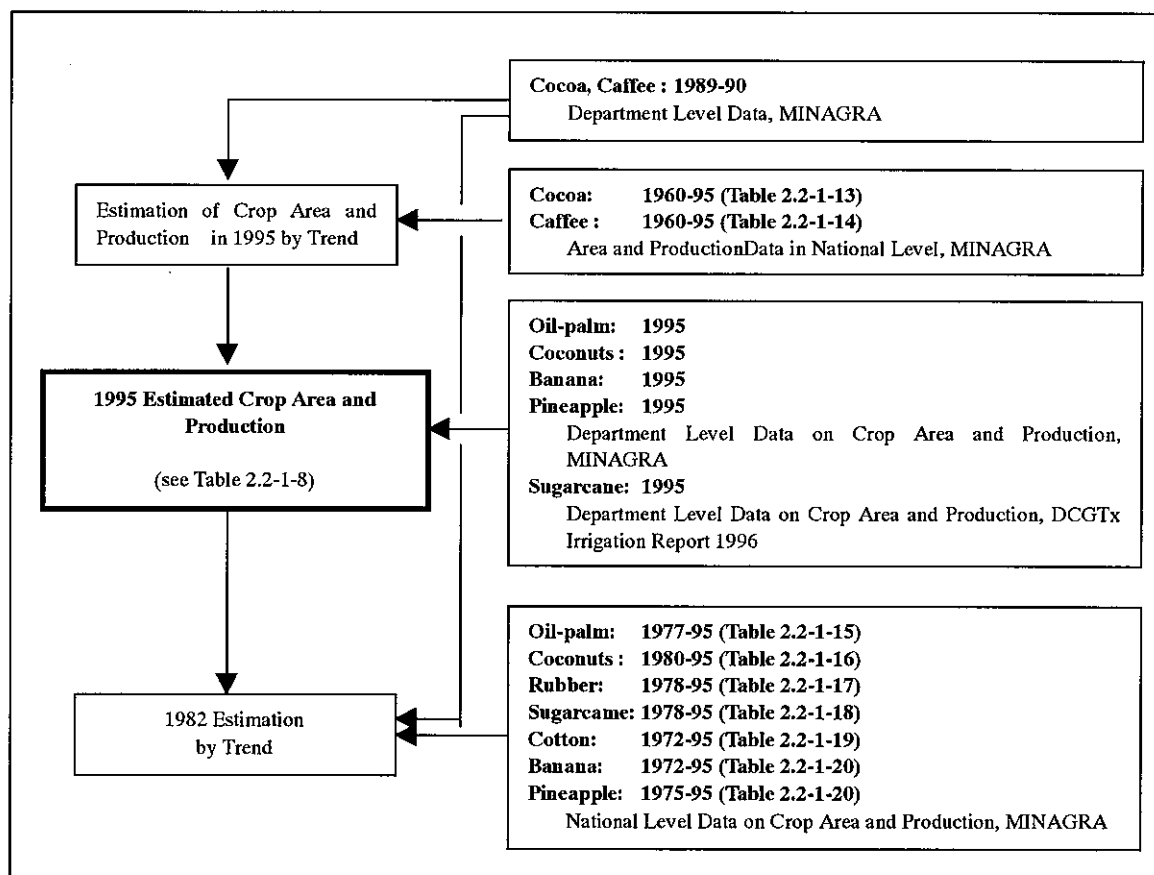 Cocoa, Caffee : 1989-90
Department Level Data, MINAGRA
Estimation of Crop Area and
Production in 1995 by Trend
Cocoa: 1960-95 (Table 2.2-1-13)
Caffee : 1960-95 (Table 2.2-1-14)
Area and ProductionData in National Level, MINAGRA
1995 Estimated Crop Area and
Production
(see Table 2.2-1-8)
Oil-palm: 1995
Coconuts : 1995
Banana: 1995
Pineapple: 1995
Department Level Data on Crop Area and Production,
MINAGRA
Sugarcane: 1995
Department Level Data on Crop Area and Production, DCGTx
Irrigation Report 1996
1982 Estimation
by Trend
Oil-palm: 1977-95 (Table 2.2-1-15)
Coconuts : 1980-95 (Table 2.2-1-16)
Rubber: 1978-95 (Table 2.2-1-17)
Sugarcame: 1978-95 (Table 2.2-1-18)
Cotton: 1972-95 (Table 2.2-1-19)
Banana: 1972-95 (Table 2.2-1-20)
Pineapple: 1975-95 (Table 2.2-1-20)
National Level Data on Crop Area and Production, MINAGRA